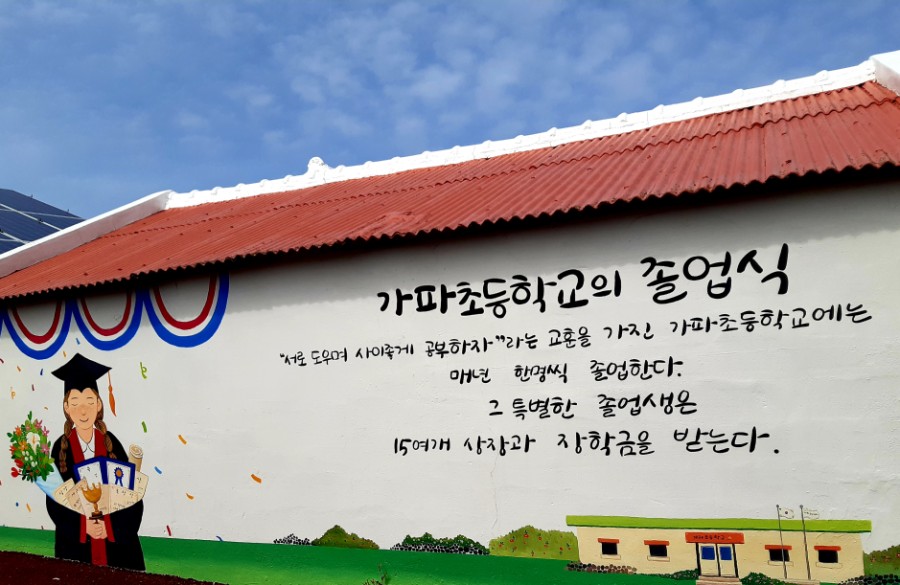 가파초등학교의 졸업식
"서로 도우며 사이좋게 공부하자"라는 교훈을 가진 가파초등학교에는
매년 한명씩 졸업한다.
그 특별한 졸업생은
15여개 상장과 장학금을 받는다.